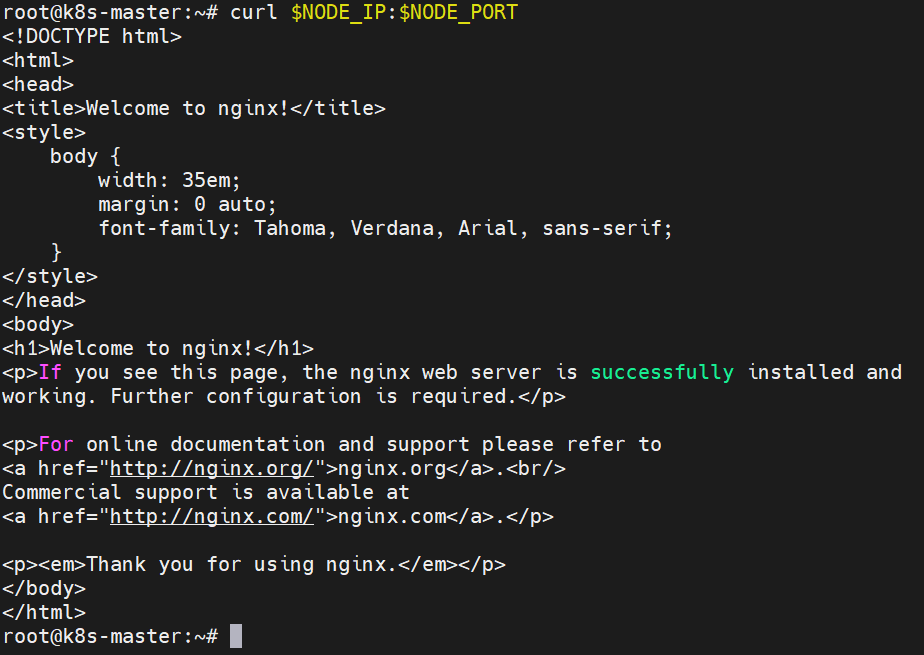 root@k8s-master:~# curl $NODE_IP:$NODE_PORT
<!DOCTYPE html>
<html>
<head>
<title>Welcome to nginx!</title>
<style>
    body {
        width: 35em;
        margin: 0 auto;
        font-family: Tahoma, Verdana, Arial, sans-serif;
    }
</style>
</head>
<body>
<h1>Welcome to nginx!</h1>
<p>If you see this page, the nginx web server is successfully installed and
working. Further configuration is required.</p>

<p>For online documentation and support please refer to
<a href="http://nginx.org/">nginx.org</a>.<br/>
Commercial support is available at
<a href="http://nginx.com/">nginx.com</a>.</p>

<p><em>Thank you for using nginx.</em></p>
</body>
</html>
root@k8s-master:~#